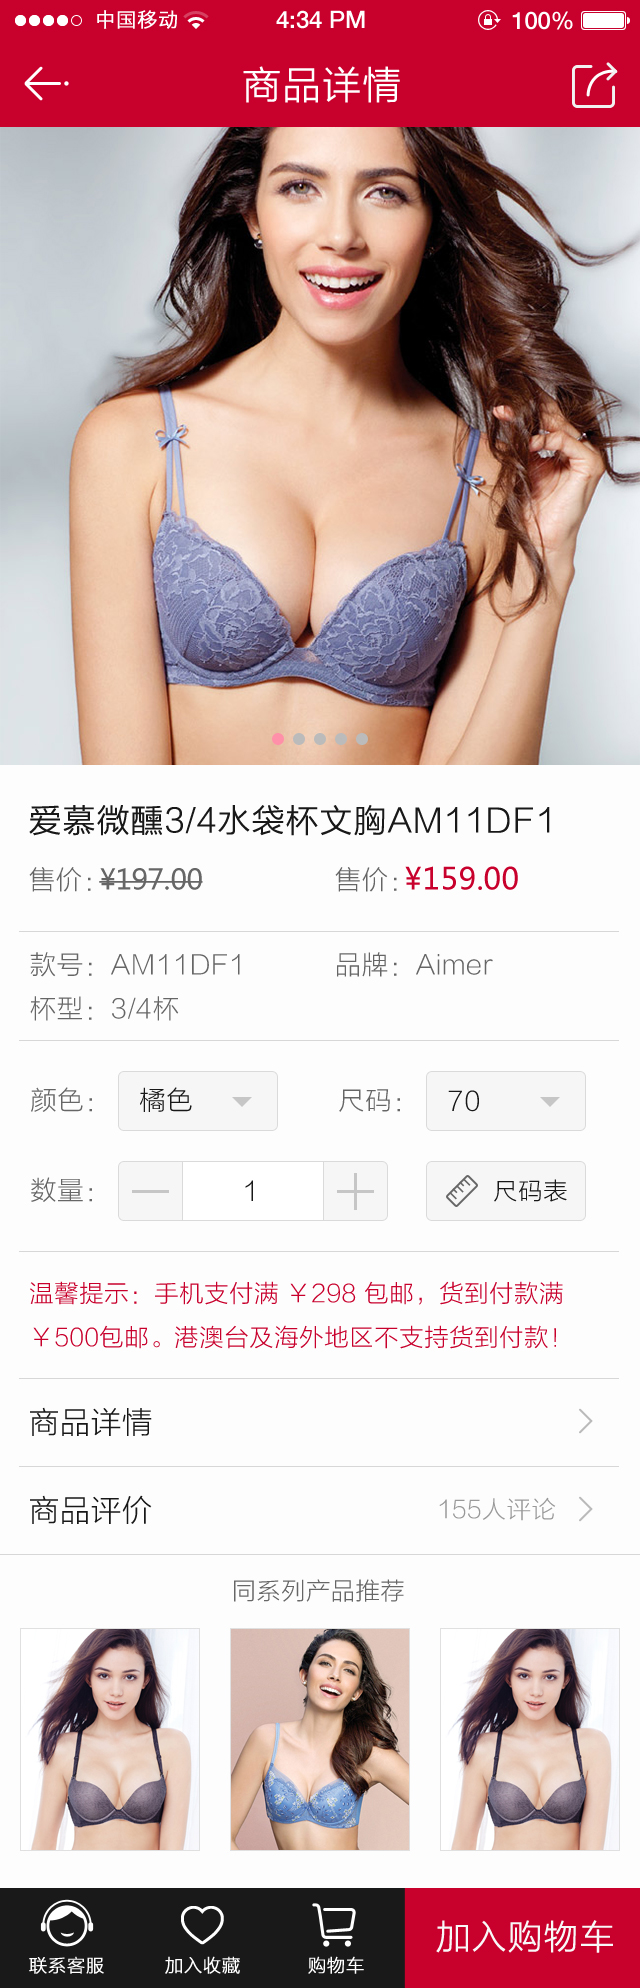 中国移动 4:34 PM 100%
商品详情
爱慕微醺3/4水袋杯文胸AM11DF1
售价:¥197.00 售价:¥159.00
款号：AM11DF1 品牌：Aimer
杯型：3/4杯
颜色： 橘色 尺码： 70
数量： 1 尺码表
温馨提示：手机支付满 ￥298 包邮，货到付款满
￥500包邮。港澳台及海外地区不支持货到付款！
商品详情
商品评价 155人评论
同系列产品推荐
联系客服 加入收藏 购物车 加入购物车